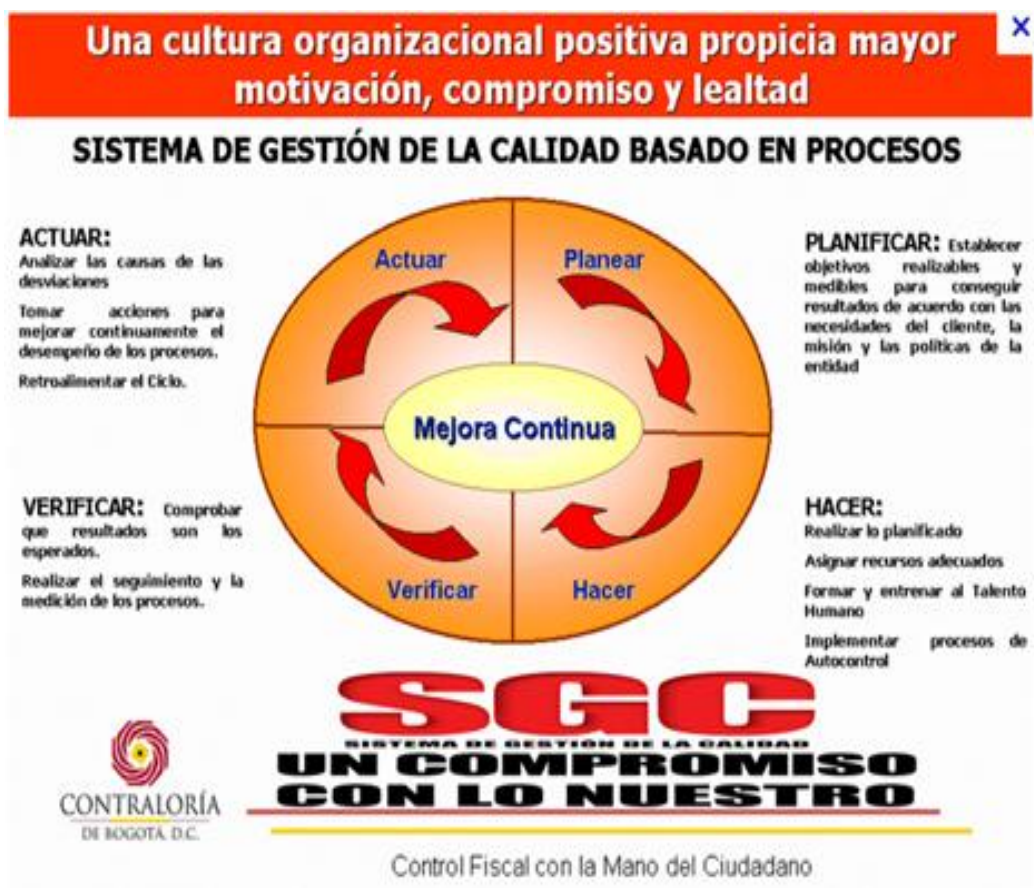 Una cultura organizacional positiva propicia mayor
motivación, compromiso y lealtad
X
SISTEMA DE GESTIÓN DE LA CALIDAD BASADO EN PROCESOS
ACTUAR:
Analizar las causas de las
desviaciones
Tomar acciones para
mejorar continuamente el
desempeño de los procesos.
Retroalimentar el Ciclo.
Actuar
Planear
PLANIFICAR: Establecer
objetivos realizables y
medibles para conseguir
resultados de acuerdo con las
necesidades del cliente, la
misión y las políticas de la
entidad
Mejora Continua
VERIFICAR: Comprobar
que resultados son los
esperados.
Realizar el seguimiento y la
medición de los procesos.
Verificar
Hacer
HACER:
Realizar lo planificado
Asignar recursos adecuados
Formar y entrenar al Talento
Humano
Implementar procesos de
Autocontrol
SGC
SISTEMA DE GESTIÓN DE LA CALIDAD
UN COMPROMISO
CON LO NUESTRO
CONTRALORÍA
DE BOGOTÁ. D.C.
Control Fiscal con la Mano del Ciudadano